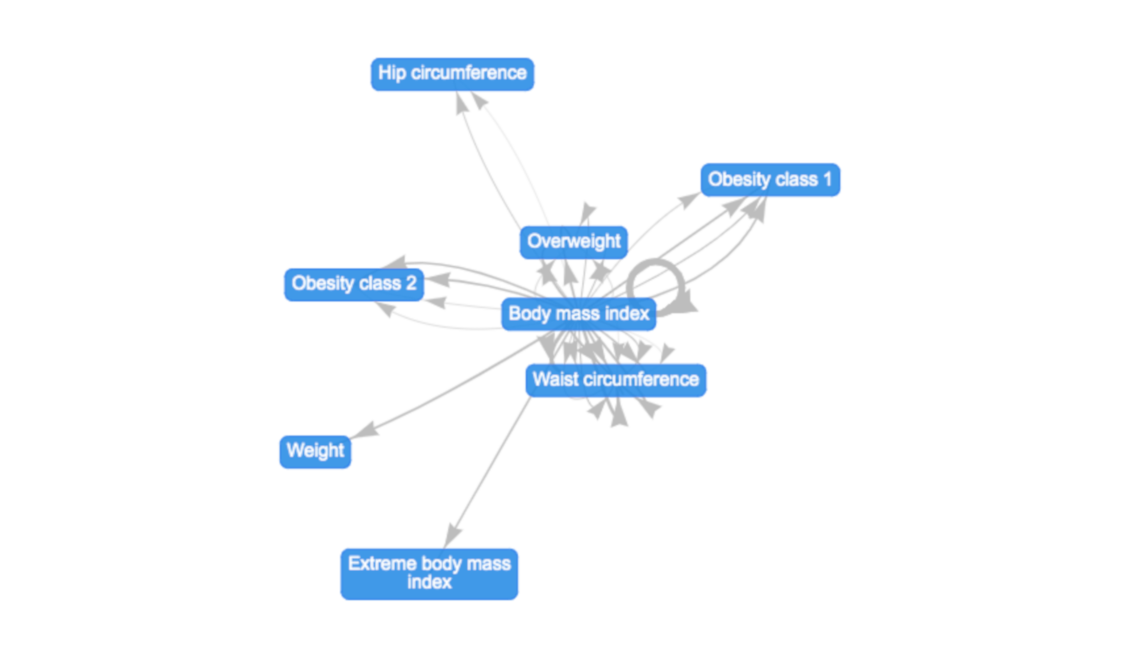 Hip circumference
Obesity class 1
Overweight
Obesity class 2
Body mass index
Waist circumference
Weight
Extreme body mass
index